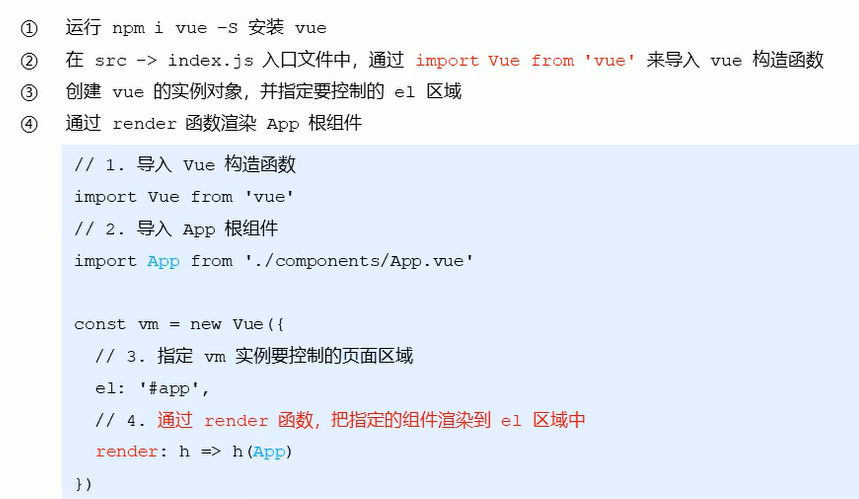 ① 运行 npm i vue –S 安装 vue
② 在 src -> index.js 入口文件中，通过 import Vue from 'vue' 来导入 vue 构造函数
③ 创建 vue 的实例对象，并指定要控制的 el 区域
④ 通过 render 函数渲染 App 根组件
// 1. 导入 Vue 构造函数
import Vue from 'vue'
// 2. 导入 App 根组件
import App from './components/App.vue'
const vm = new Vue({
// 3. 指定 vm 实例要控制的页面区域
el: '#app',
// 4. 通过 render 函数，把指定的组件渲染到 el 区域中
render: h => h(App)
})